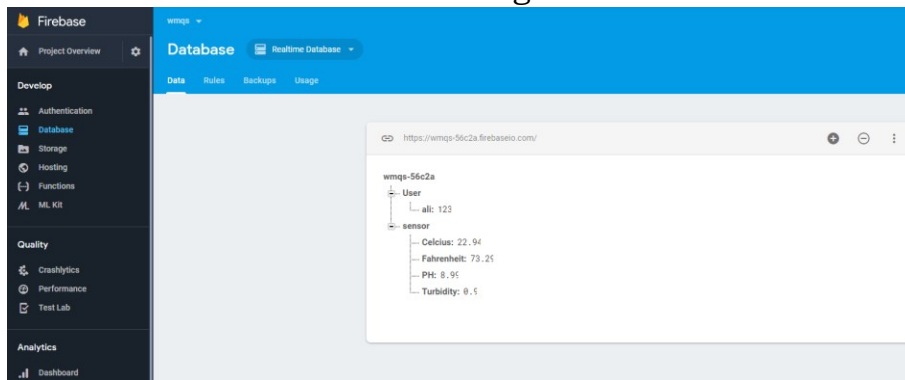 Firebase
Project Overview
Develop
Authentication
Database
Storage
Hosting
Functions
ML Kit
Quality
Crashlytics
Performance
Test Lab
Analytics
Dashboard
wmqs
Database Realtime Database
Data Rules Backups Usage
https://wmqs-56c2a.firebaseio.com/
wmqs-56c2a
User
ali: 123
sensor
Celcius: 22.94
Fahrenheit: 73.29
PH: 8.99
Turbidity: 0.9